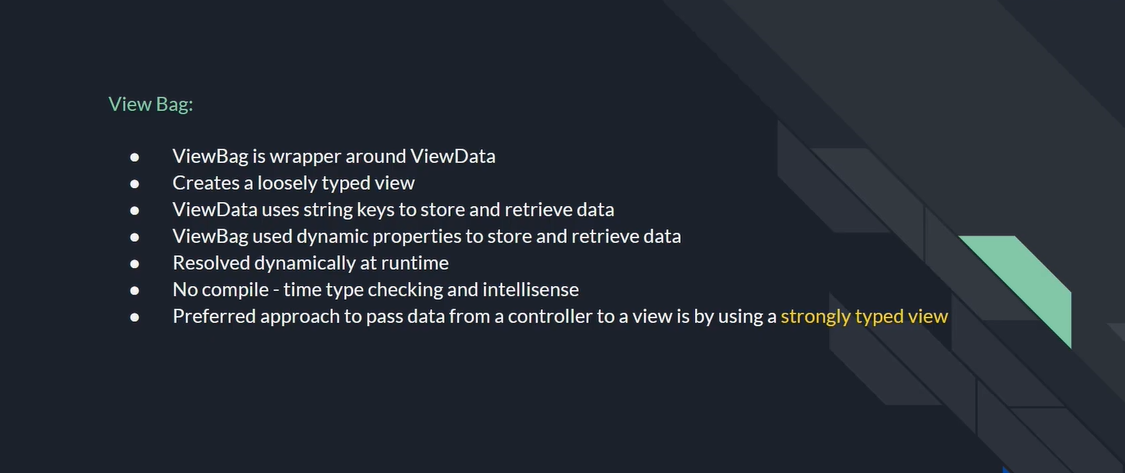 View Bag:
● ViewBag is wrapper around ViewData
● Creates a loosely typed view
● ViewData uses string keys to store and retrieve data
● ViewBag used dynamic properties to store and retrieve data
● Resolved dynamically at runtime
● No compile - time type checking and intellisense
● Preferred approach to pass data from a controller to a view is by using a strongly typed view